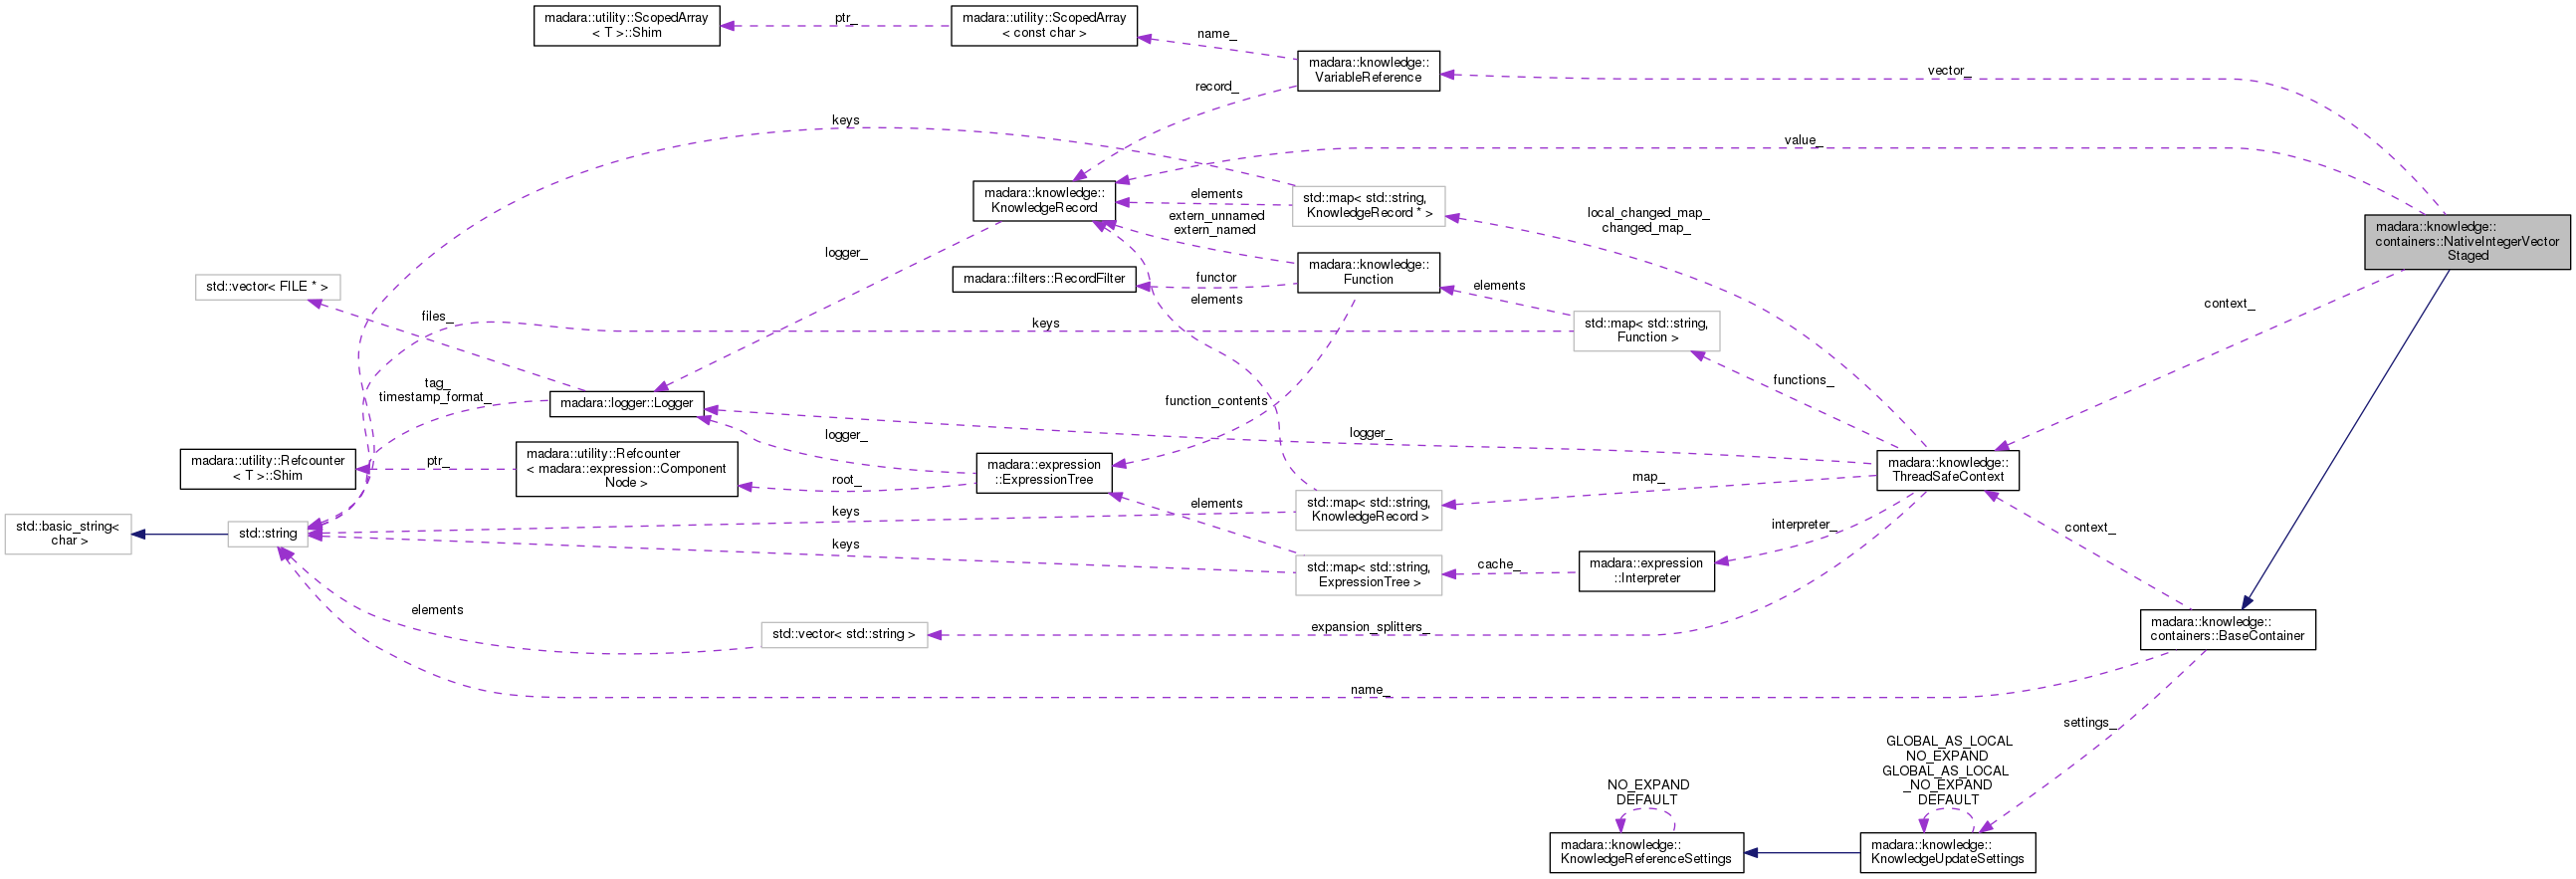 madara::utility::ScopedArray
< T >::Shim
ptr_
madara::utility::ScopedArray
< const char >
name_
madara::knowledge::
VariableReference
vector_
record_
keys
value_
madara::knowledge::
KnowledgeRecord
elements
std::map< std::string,
KnowledgeRecord * >
extern_unnamed
extern_named
local_changed_map_
changed_map_
madara::knowledge::
containers::NativeIntegerVector
Staged
logger_
std::vector< FILE * >
madara::filters::RecordFilter
functor
madara::knowledge::
Function
elements
elements
context_
files_
keys
std::map< std::string,
Function >
tag_
timestamp_format_
madara::logger::Logger
function_contents
functions_
logger_
logger_
madara::utility::Refcounter
< T >::Shim
ptr_
madara::utility::Refcounter
< madara::expression::Component
Node >
root_
madara::expression
::ExpressionTree
madara::knowledge::
ThreadSafeContext
map_
elements
std::map< std::string,
KnowledgeRecord >
keys
std::basic_string<
char >
std::string
interpreter_
context_
keys
std::map< std::string,
ExpressionTree >
cache_
madara::expression
::Interpreter
elements
std::vector< std::string >
expansion_splitters_
madara::knowledge::
containers::BaseContainer
name_
settings_
GLOBAL_AS_LOCAL
NO_EXPAND
GLOBAL_AS_LOCAL
_NO_EXPAND
DEFAULT
NO_EXPAND
DEFAULT
madara::knowledge::
KnowledgeReferenceSettings
madara::knowledge::
KnowledgeUpdateSettings